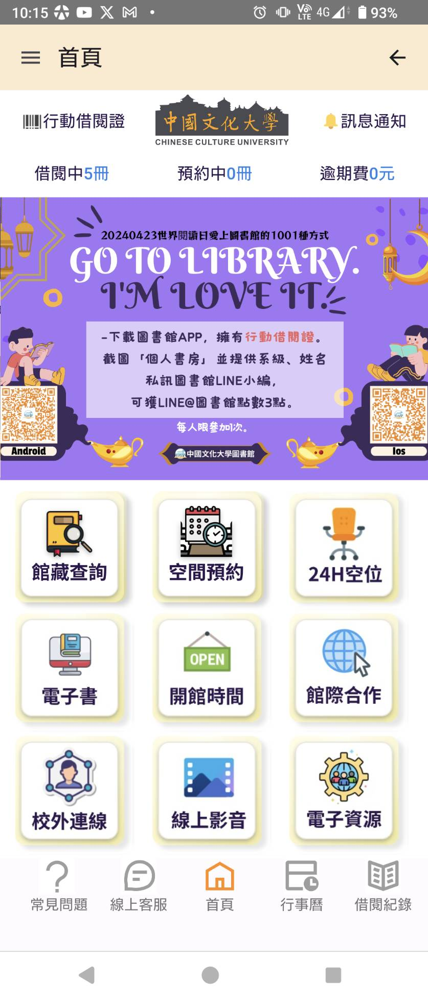 10:15 VoLTE 4G 93%
首頁
行動借閱證
中國文化大學
CHINESE CULTURE UNIVERSITY
訊息通知
借閱中5冊 預約中0冊 逾期費0元
20240423世界閱讀日愛上圖書館的1001種方式
GO TO LIBRARY.
I'M LOVE IT.
-下載圖書館APP，擁有行動借閱證。
截圖「個人書房」並提供系級、姓名
私訊圖書館LINE小編，
可獲LINE@圖書館點數3點。
每人限參加1次。
Android
中國文化大學圖書館
Ios
館藏查詢 空間預約 24H空位
OPEN
電子書 開館時間 館際合作
校外連線 線上影音 電子資源
常見問題 線上客服 首頁 行事曆 借閱紀錄